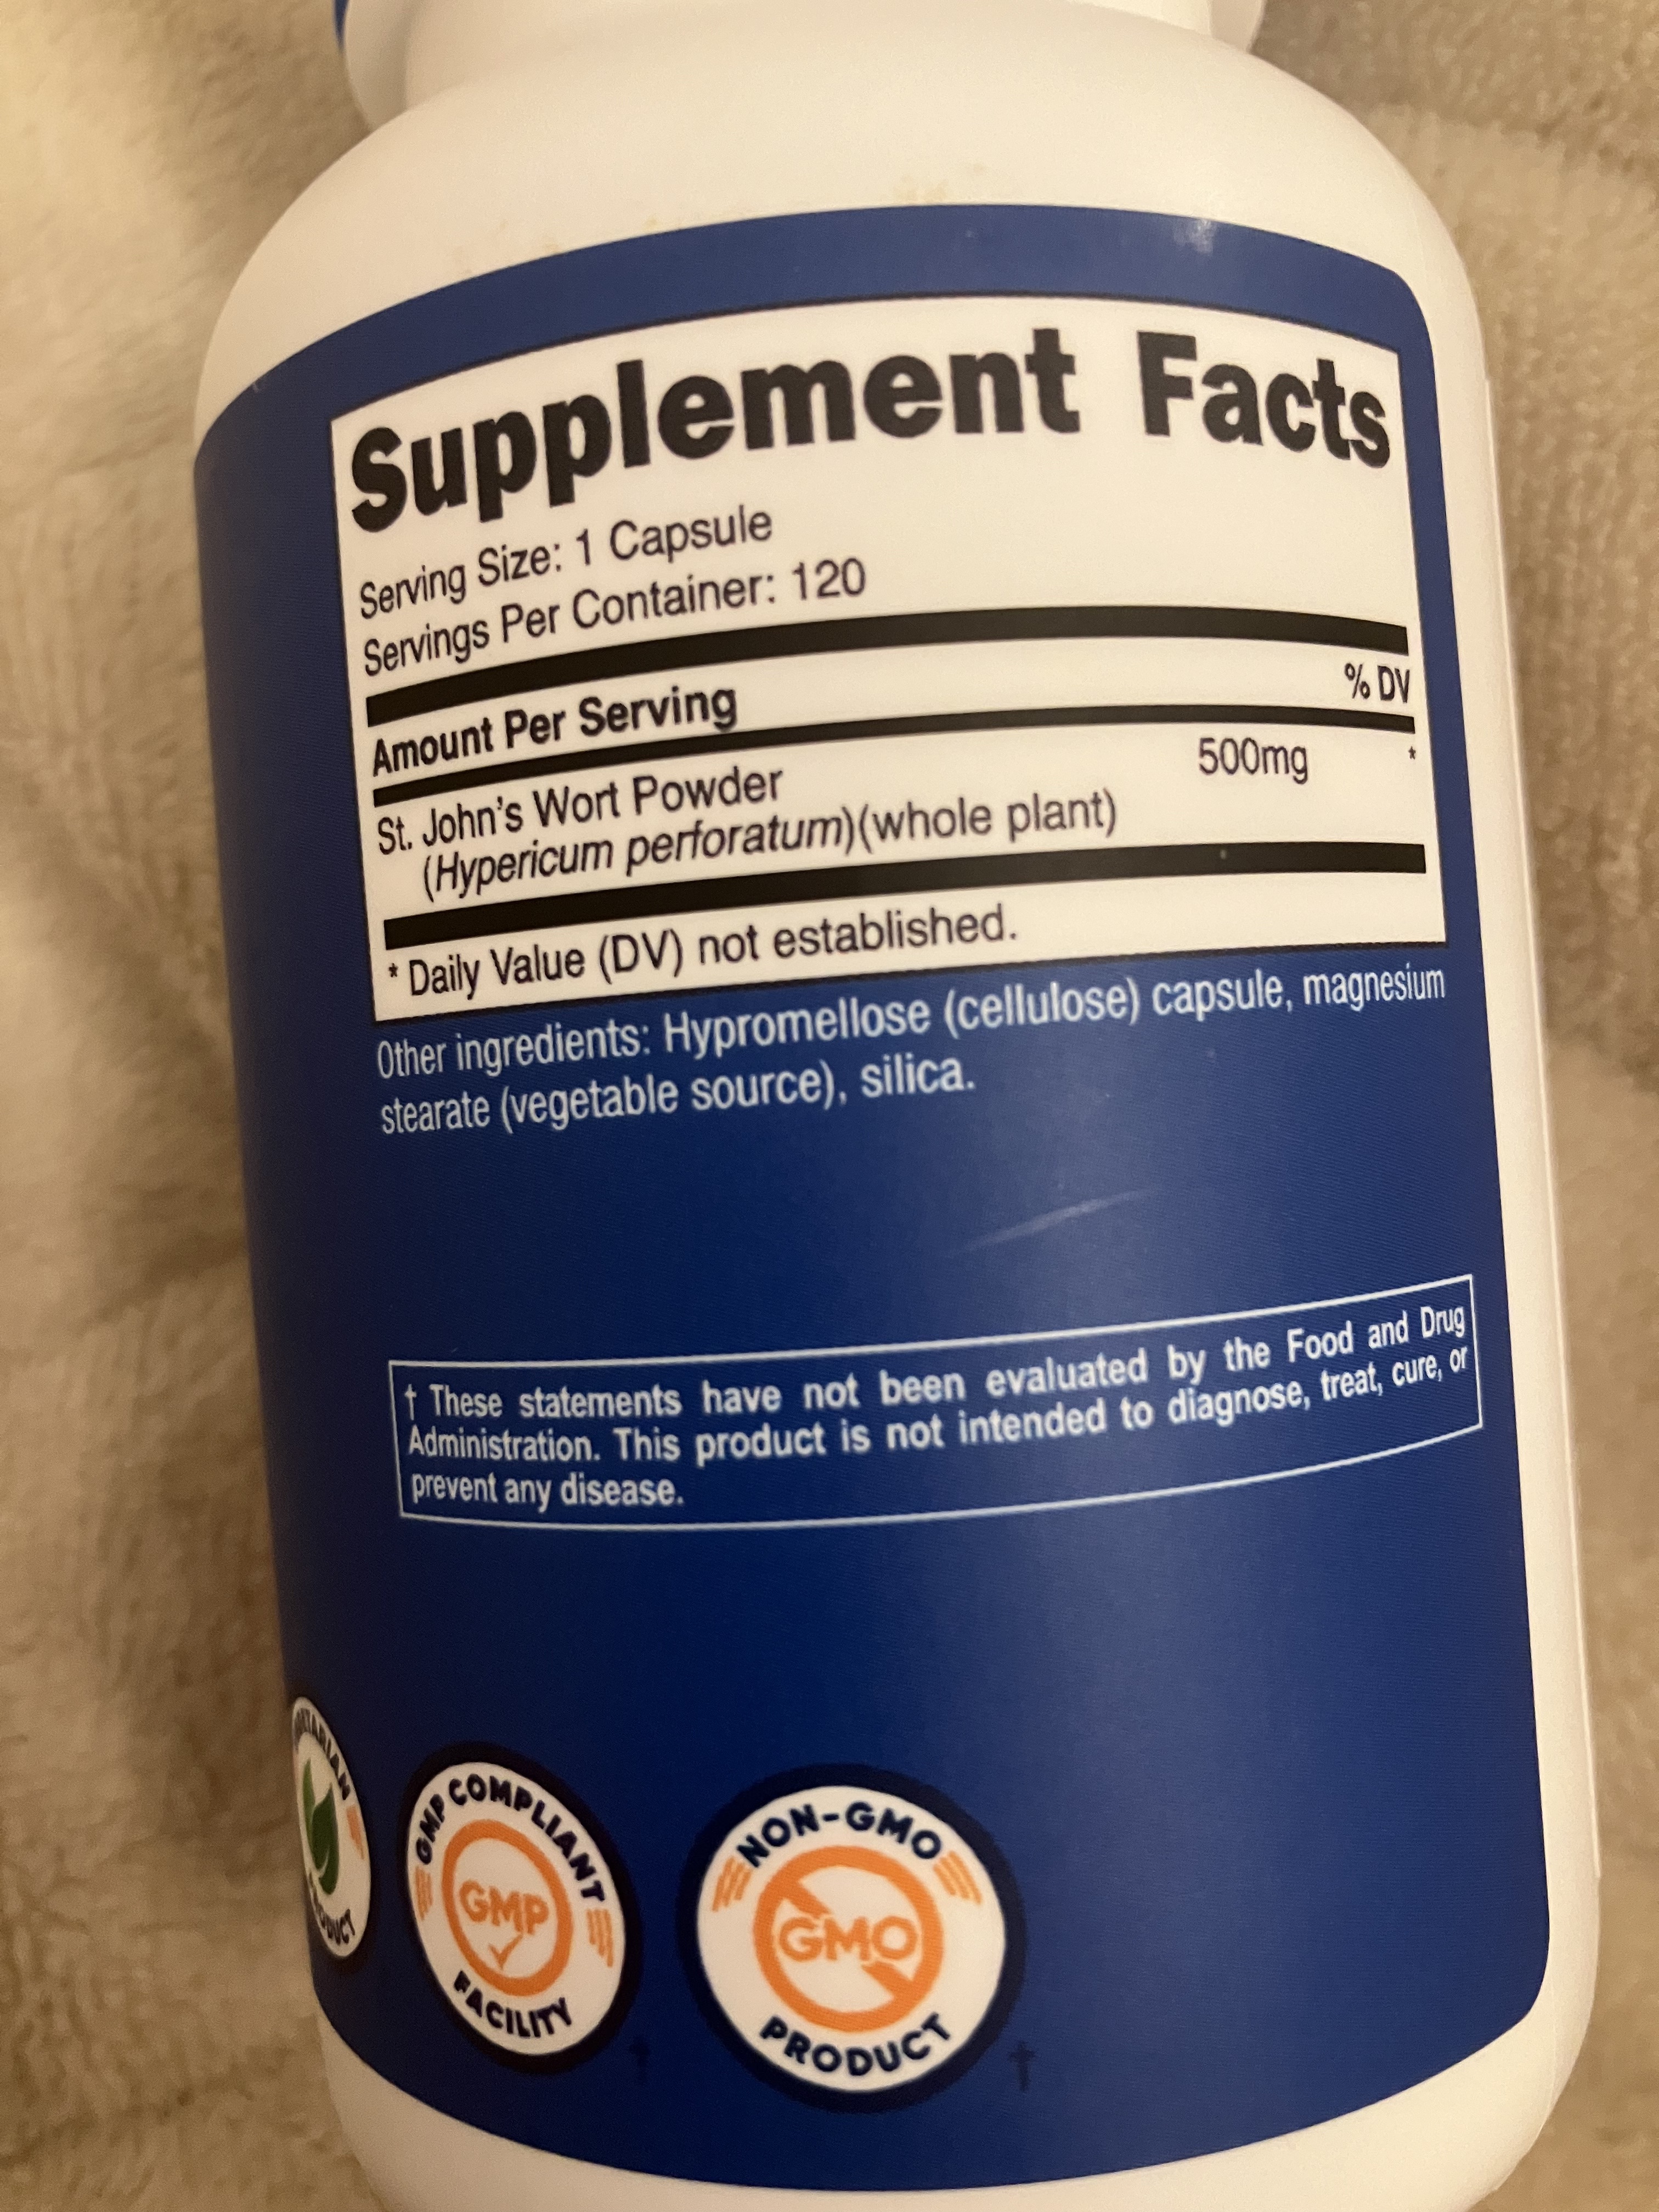 Supplement Facts
Serving Size: 1 Capsule
Servings Per Container: 120
Amount Per Serving % DV
St. John's Wort Powder 500mg *
(Hypericum perforatum)(whole plant)
* Daily Value (DV) not established.
Other ingredients: Hypromellose (cellulose) capsule, magnesium
stearate (vegetable source), silica.
† These statements have not been evaluated by the Food and Drug
Administration. This product is not intended to diagnose, treat, cure, or
prevent any disease.
GMP COMPLIANT
GMP
FACILITY
†
NON-GMO
GMO
PRODUCT
†